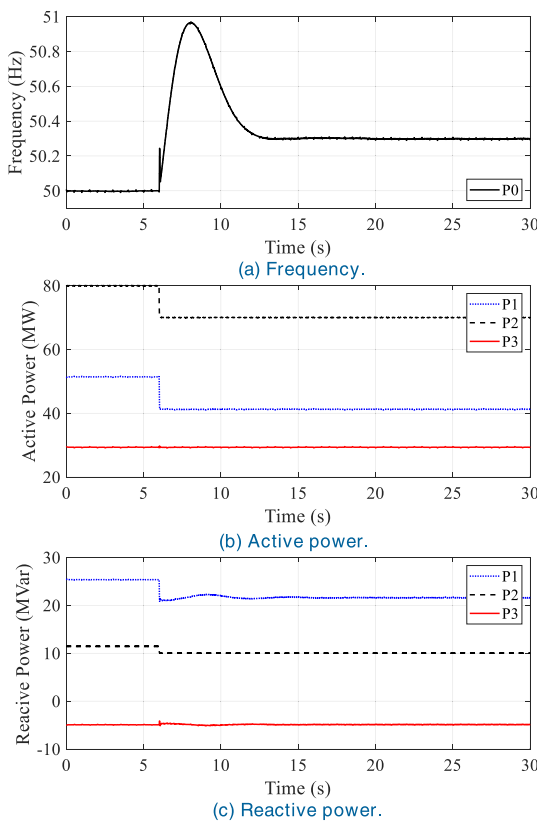 51
50.8
50.6
50.4
50.2
50
Frequency (Hz)
P0
0 5 10 15 20 25 30
Time (s)
(a) Frequency.
80
60
40
20
Active Power (MW)
P1
P2
P3
0 5 10 15 20 25 30
Time (s)
(b) Active power.
30
20
10
0
-10
Reacive Power (MVar)
P1
P2
P3
0 5 10 15 20 25 30
Time (s)
(c) Reactive power.